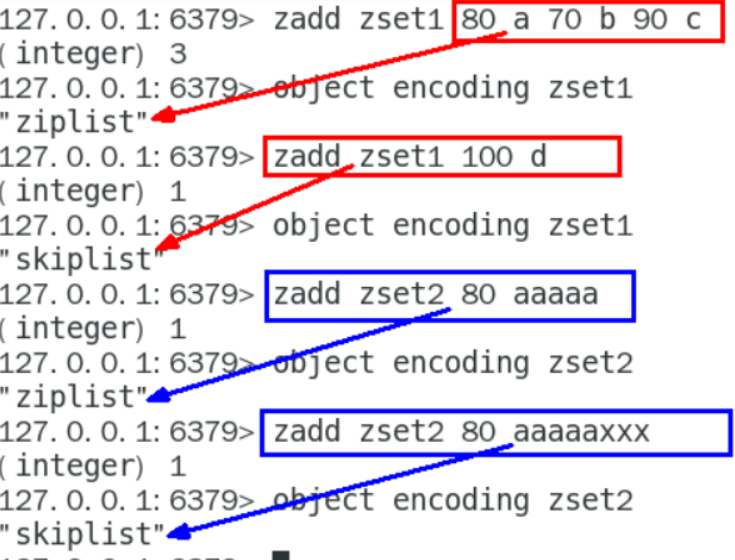 127.0.0.1:6379> zadd zset1 80 a 70 b 90 c
(integer) 3
127.0.0.1:6379> object encoding zset1
"ziplist"
127.0.0.1:6379> zadd zset1 100 d
(integer) 1
127.0.0.1:6379> object encoding zset1
"skiplist"
127.0.0.1:6379> zadd zset2 80 aaaaa
(integer) 1
127.0.0.1:6379> object encoding zset2
"ziplist"
127.0.0.1:6379> zadd zset2 80 aaaaaxxx
(integer) 1
127.0.0.1:6379> object encoding zset2
"skiplist"